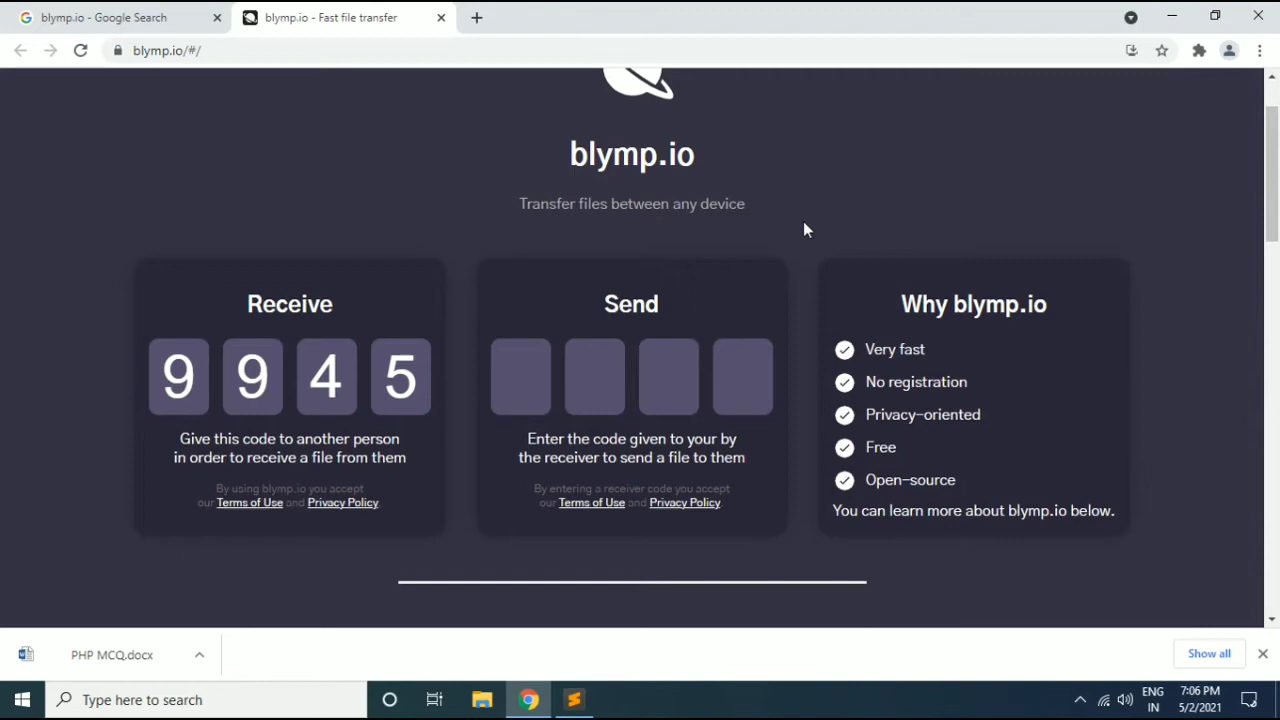 blymp.io - Google Search
blymp.io - Fast file transfer
blymp.io/#/
blymp.io
Transfer files between any device
Receive
9 9 4 5
Give this code to another person
in order to receive a file from them
By using blymp.io you accept
our Terms of Use and Privacy Policy.
Send
Enter the code given to your by
the receiver to send a file to them
By entering a receiver code you accept
our Terms of Use and Privacy Policy.
Why blymp.io
Very fast
No registration
Privacy-oriented
Free
Open-source
You can learn more about blymp.io below.
PHP MCQ.docx
Show all
Type here to search
ENG
IN
7:06 PM
5/2/2021